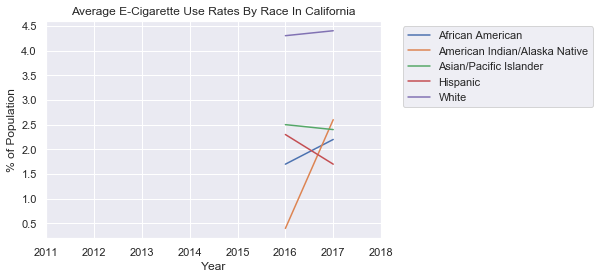 Average E-Cigarette Use Rates By Race In California
4.5
4.0
3.5
3.0
2.5
2.0
1.5
1.0
0.5
% of Population
2011 2012 2013 2014 2015 2016 2017 2018
Year
African American
American Indian/Alaska Native
Asian/Pacific Islander
Hispanic
White